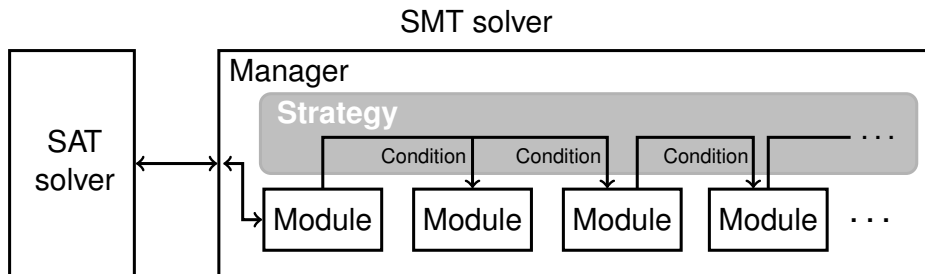 SMT solver
Manager
Strategy
SAT
solver
Condition Condition Condition ...
Module Module Module Module ...